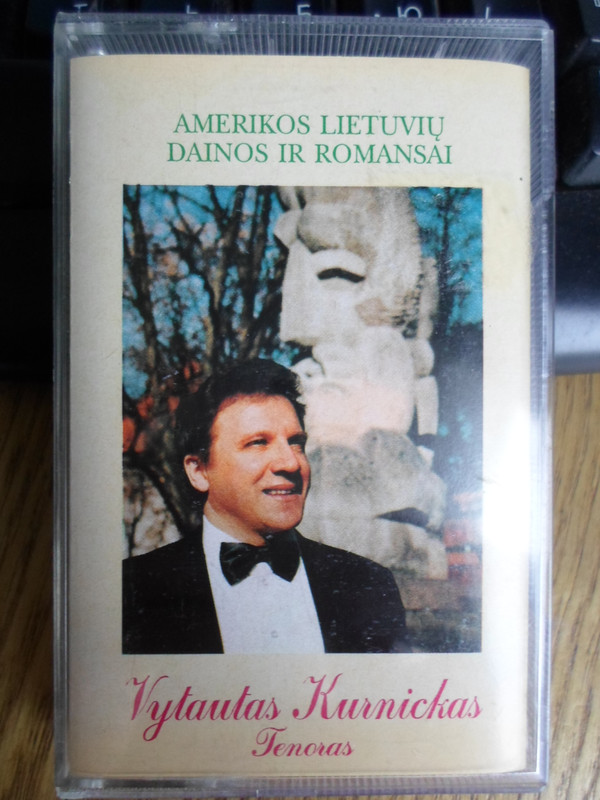 AMERIKOS LIETUVIŲ
DAINOS IR ROMANSAI
Vytautas Kurnickas
Tenoras